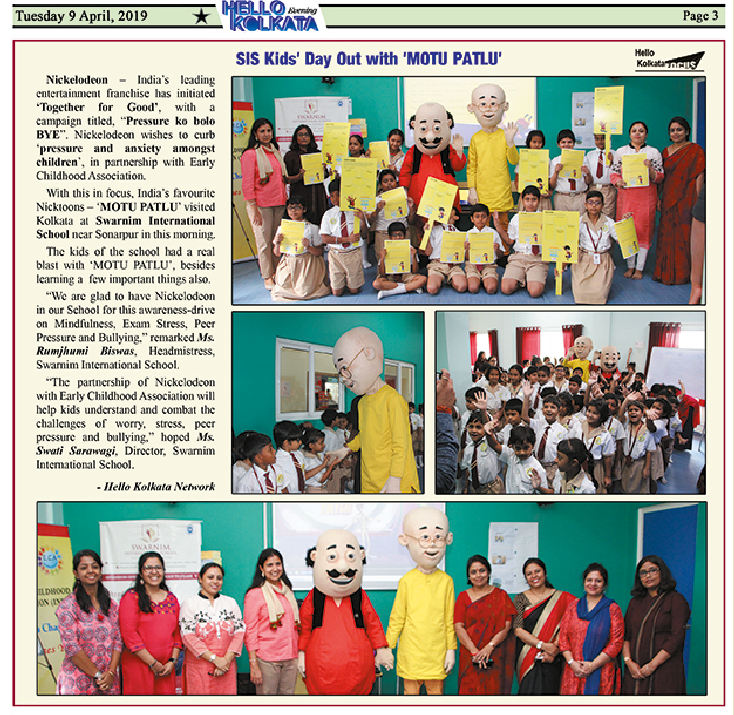 Tuesday 9 April, 2019
HELLO Morning
KOLKATA
Page 3
SIS Kids' Day Out with 'MOTU PATLU'
Hello
Kolkata FOCUS
Nickelodeon – India's leading
entertainment franchise has initiated
'Together for Good', with a
campaign titled, "Pressure ko bolo
BYE". Nickelodeon wishes to curb
'pressure and anxiety amongst
children', in partnership with Early
Childhood Association.
With this in focus, India's favourite
Nicktoons – 'MOTU PATLU' visited
Kolkata at Swarnim International
School near Sonarpur in this morning.
The kids of the school had a real
blast with 'MOTU PATLU', besides
learning a few important things also.
"We are glad to have Nickelodeon
in our School for this awareness-drive
on Mindfulness, Exam Stress, Peer
Pressure and Bullying," remarked Ms.
Rumjhumi Biswas, Headmistress,
Swarnim International School.
"The partnership of Nickelodeon
with Early Childhood Association will
help kids understand and combat the
challenges of worry, stress, peer
pressure and bullying," hoped Ms.
Swati Sarawagi, Director, Swarnim
International School.
- Hello Kolkata Network
SWARNIM